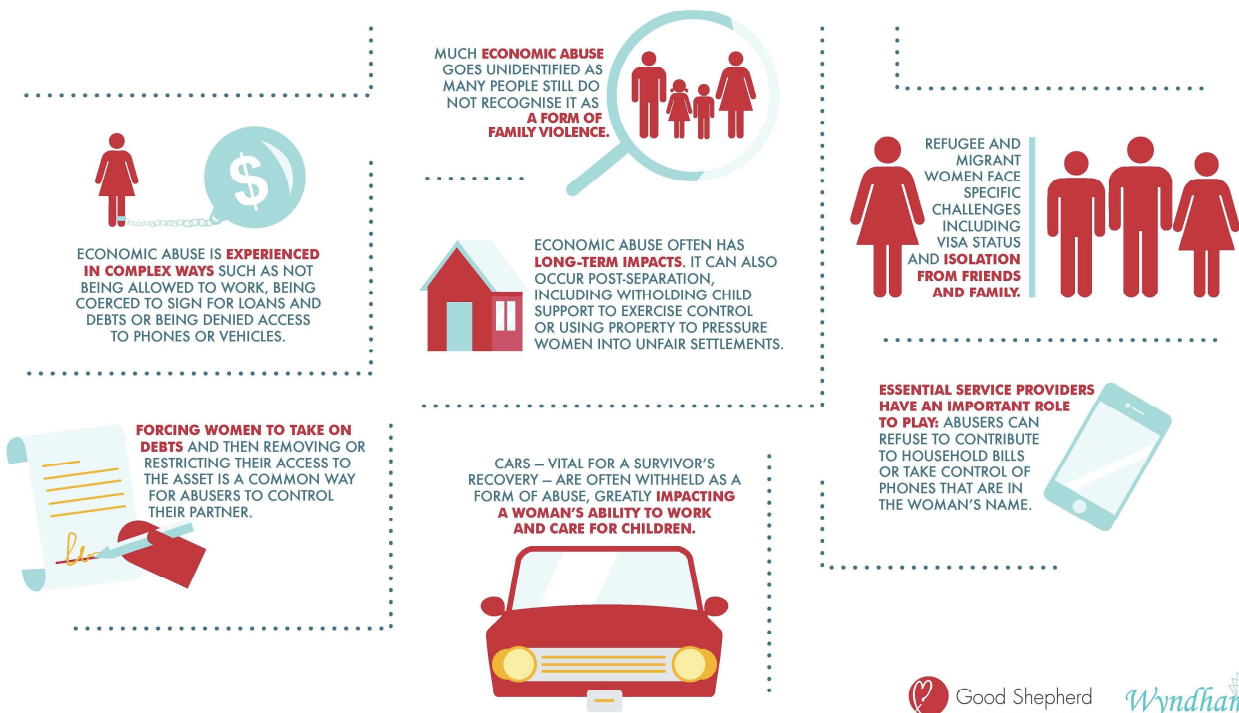 MUCH ECONOMIC ABUSE
GOES UNIDENTIFIED AS
MANY PEOPLE STILL DO
NOT RECOGNISE IT AS
A FORM OF
FAMILY VIOLENCE.
$
ECONOMIC ABUSE IS EXPERIENCED
IN COMPLEX WAYS SUCH AS NOT
BEING ALLOWED TO WORK, BEING
COERCED TO SIGN FOR LOANS AND
DEBTS OR BEING DENIED ACCESS
TO PHONES OR VEHICLES.
ECONOMIC ABUSE OFTEN HAS
LONG-TERM IMPACTS. IT CAN ALSO
OCCUR POST-SEPARATION,
INCLUDING WITHOLDING CHILD
SUPPORT TO EXERCISE CONTROL
OR USING PROPERTY TO PRESSURE
WOMEN INTO UNFAIR SETTLEMENTS.
REFUGEE AND
MIGRANT
WOMEN FACE
SPECIFIC
CHALLENGES
INCLUDING
VISA STATUS
AND ISOLATION
FROM FRIENDS
AND FAMILY.
FORCING WOMEN TO TAKE ON
DEBTS AND THEN REMOVING OR
RESTRICTING THEIR ACCESS TO
THE ASSET IS A COMMON WAY
FOR ABUSERS TO CONTROL
THEIR PARTNER.
CARS – VITAL FOR A SURVIVOR'S
RECOVERY – ARE OFTEN WITHHELD AS A
FORM OF ABUSE, GREATLY IMPACTING
A WOMAN'S ABILITY TO WORK
AND CARE FOR CHILDREN.
ESSENTIAL SERVICE PROVIDERS
HAVE AN IMPORTANT ROLE
TO PLAY: ABUSERS CAN
REFUSE TO CONTRIBUTE
TO HOUSEHOLD BILLS
OR TAKE CONTROL OF
PHONES THAT ARE IN
THE WOMAN'S NAME.
Good Shepherd
Wyndham